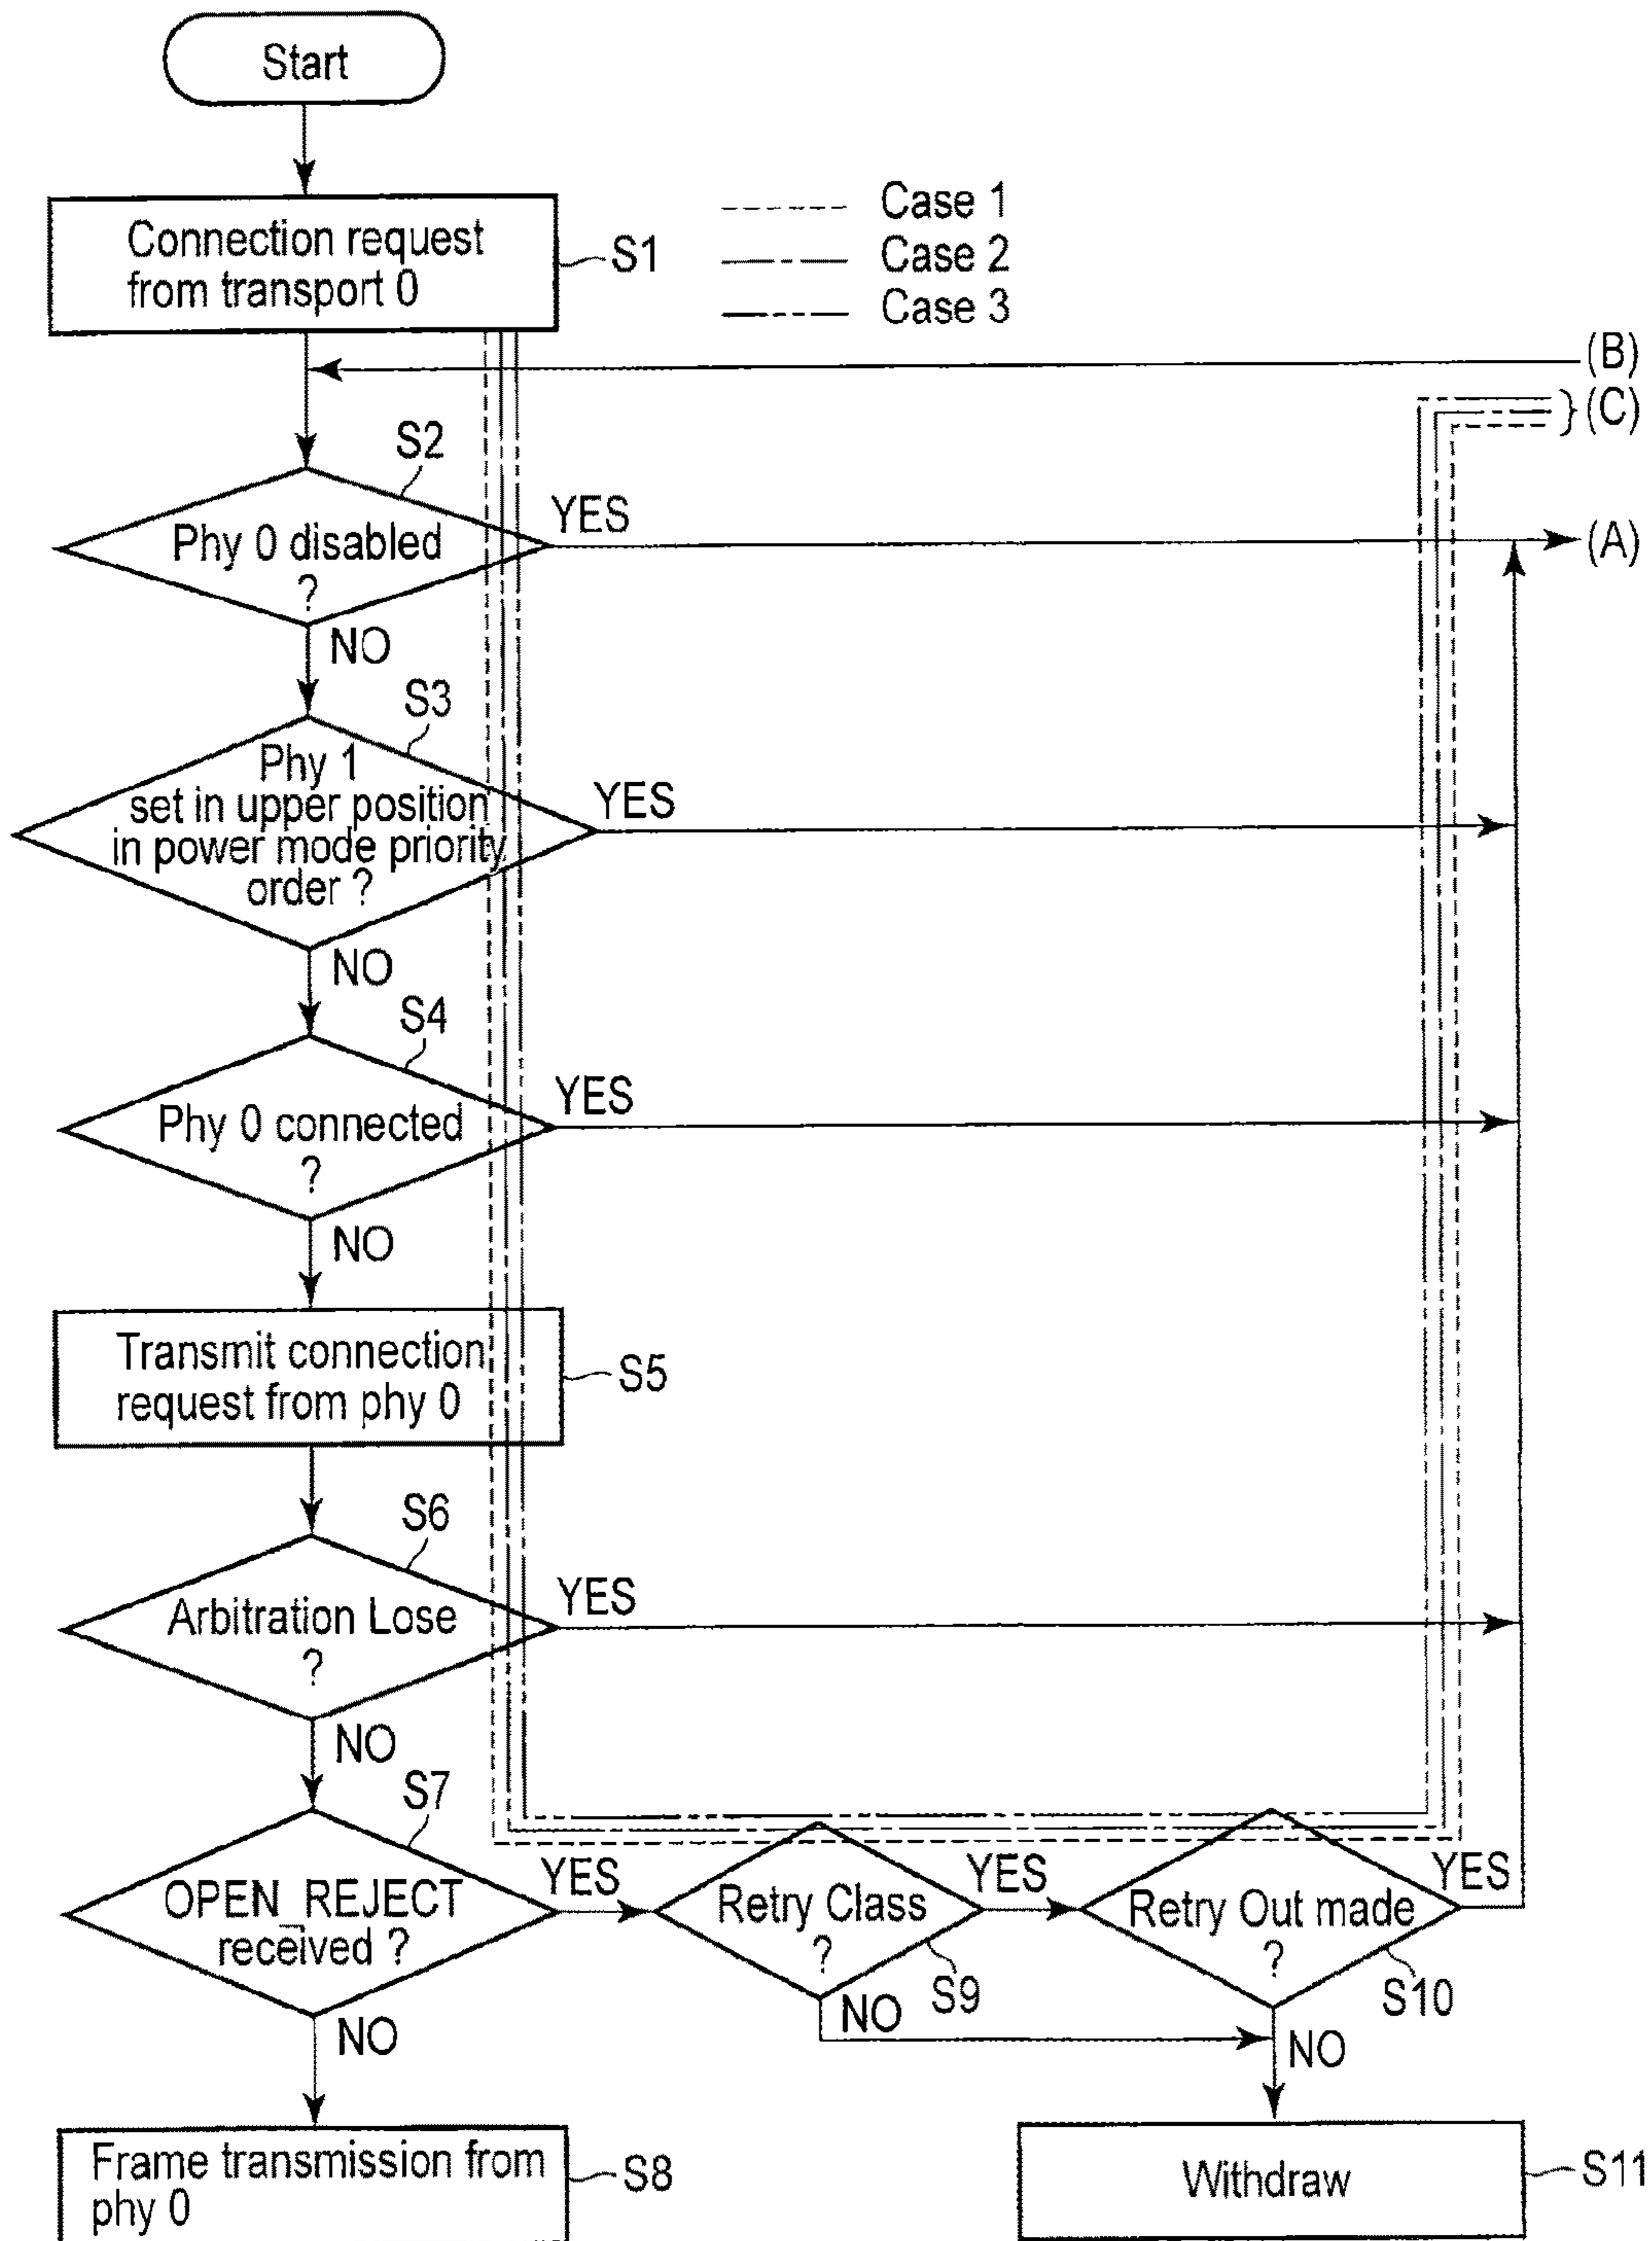 Start
Connection request
from transport 0
S1
Case 1
Case 2
Case 3
(B)
} (C)
S2
Phy 0 disabled
?
YES
(A)
NO
S3
Phy 1
set in upper position
in power mode priority
order ?
YES
NO
S4
Phy 0 connected
?
YES
NO
Transmit connection
request from phy 0
S5
S6
Arbitration Lose
?
YES
NO
S7
OPEN_REJECT
received ?
YES
Retry Class
?
S9
YES
Retry Out made
?
S10
YES
NO
NO
NO
Frame transmission from
phy 0
S8
Withdraw
S11